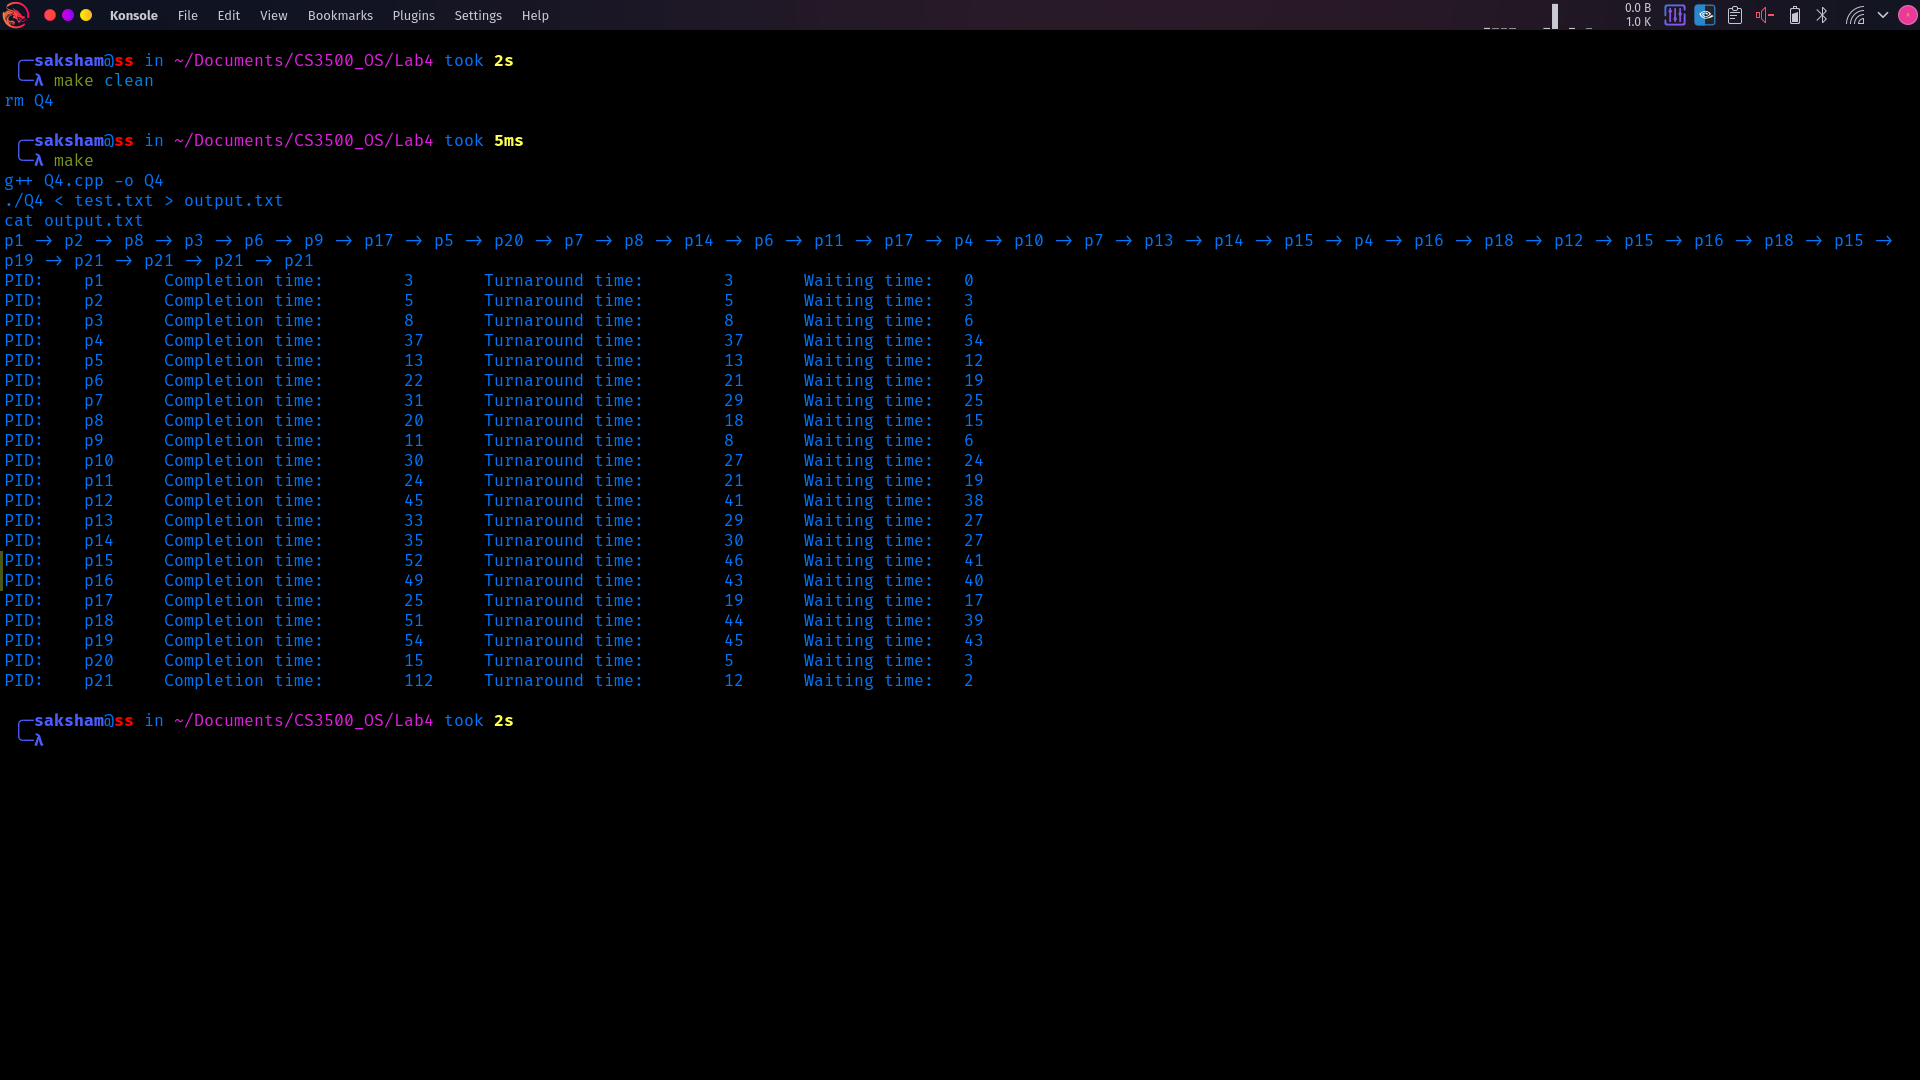 Konsole File Edit View Bookmarks Plugins Settings Help 0.0 B
1.0 K
saksham@ss in ~/Documents/CS3500_OS/Lab4 took 2s
λ make clean
rm Q4
saksham@ss in ~/Documents/CS3500_OS/Lab4 took 5ms
λ make
g++ Q4.cpp -o Q4
./Q4 < test.txt > output.txt
cat output.txt
p1 -> p2 -> p8 -> p3 -> p6 -> p9 -> p17 -> p5 -> p20 -> p7 -> p8 -> p14 -> p6 -> p11 -> p17 -> p4 -> p10 -> p7 -> p13 -> p14 -> p15 -> p4 -> p16 -> p18 -> p12 -> p15 -> p16 -> p18 -> p15 ->
p19 -> p21 -> p21 -> p21 -> p21
PID: p1 Completion time: 3 Turnaround time: 3 Waiting time: 0
PID: p2 Completion time: 5 Turnaround time: 5 Waiting time: 3
PID: p3 Completion time: 8 Turnaround time: 8 Waiting time: 6
PID: p4 Completion time: 37 Turnaround time: 37 Waiting time: 34
PID: p5 Completion time: 13 Turnaround time: 13 Waiting time: 12
PID: p6 Completion time: 22 Turnaround time: 21 Waiting time: 19
PID: p7 Completion time: 31 Turnaround time: 29 Waiting time: 25
PID: p8 Completion time: 20 Turnaround time: 18 Waiting time: 15
PID: p9 Completion time: 11 Turnaround time: 8 Waiting time: 6
PID: p10 Completion time: 30 Turnaround time: 27 Waiting time: 24
PID: p11 Completion time: 24 Turnaround time: 21 Waiting time: 19
PID: p12 Completion time: 45 Turnaround time: 41 Waiting time: 38
PID: p13 Completion time: 33 Turnaround time: 29 Waiting time: 27
PID: p14 Completion time: 35 Turnaround time: 30 Waiting time: 27
PID: p15 Completion time: 52 Turnaround time: 46 Waiting time: 41
PID: p16 Completion time: 49 Turnaround time: 43 Waiting time: 40
PID: p17 Completion time: 25 Turnaround time: 19 Waiting time: 17
PID: p18 Completion time: 51 Turnaround time: 44 Waiting time: 39
PID: p19 Completion time: 54 Turnaround time: 45 Waiting time: 43
PID: p20 Completion time: 15 Turnaround time: 5 Waiting time: 3
PID: p21 Completion time: 112 Turnaround time: 12 Waiting time: 2
saksham@ss in ~/Documents/CS3500_OS/Lab4 took 2s
λ